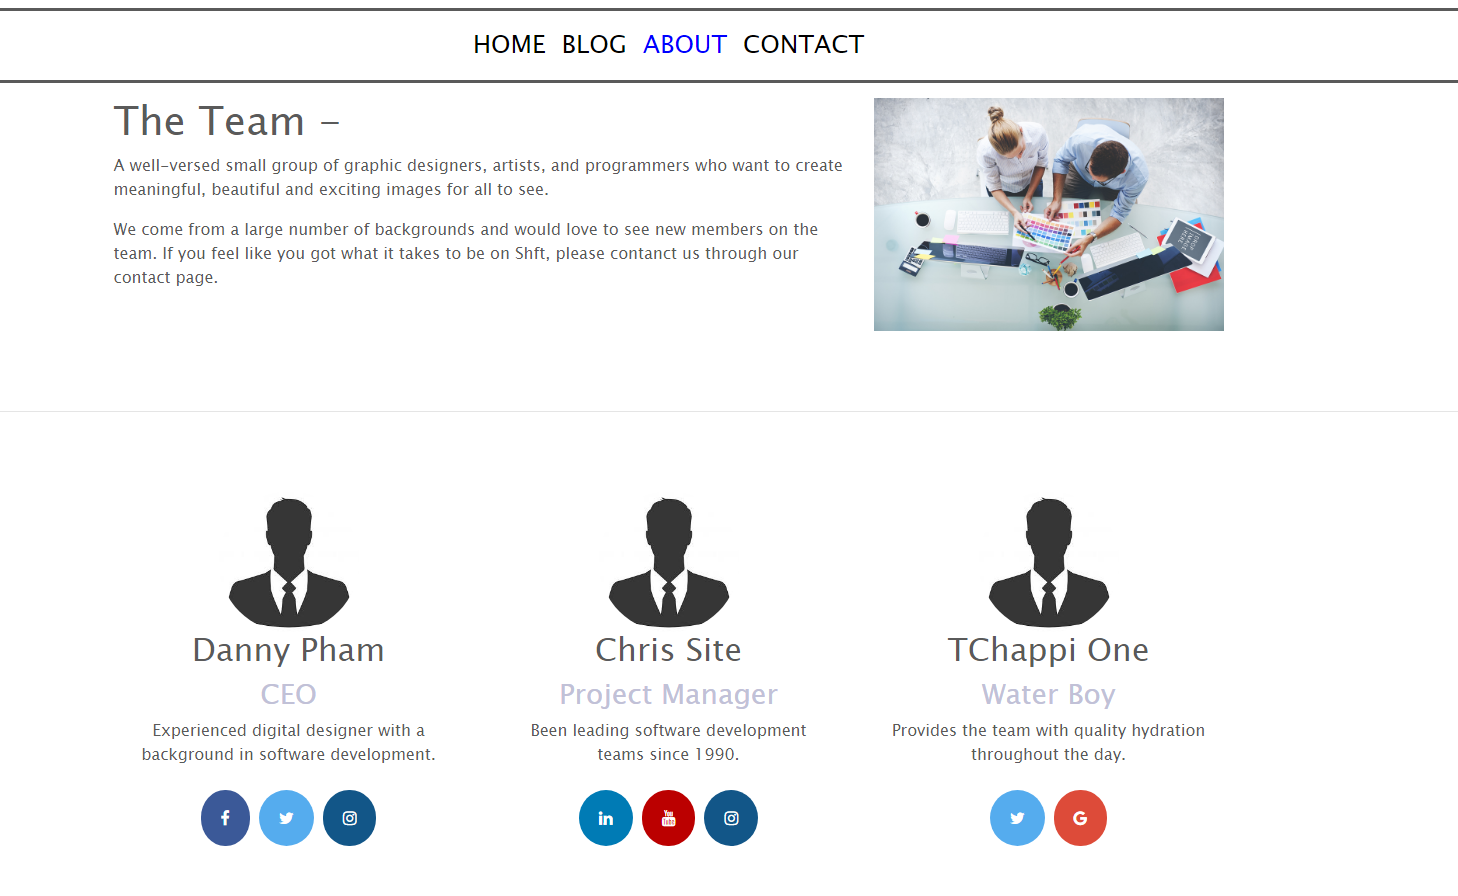 HOME BLOG ABOUT CONTACT
The Team -
A well-versed small group of graphic designers, artists, and programmers who want to create
meaningful, beautiful and exciting images for all to see.
We come from a large number of backgrounds and would love to see new members on the
team. If you feel like you got what it takes to be on Shft, please contanct us through our
contact page.
Danny Pham
CEO
Experienced digital designer with a
background in software development.
Chris Site
Project Manager
Been leading software development
teams since 1990.
TChappi One
Water Boy
Provides the team with quality hydration
throughout the day.